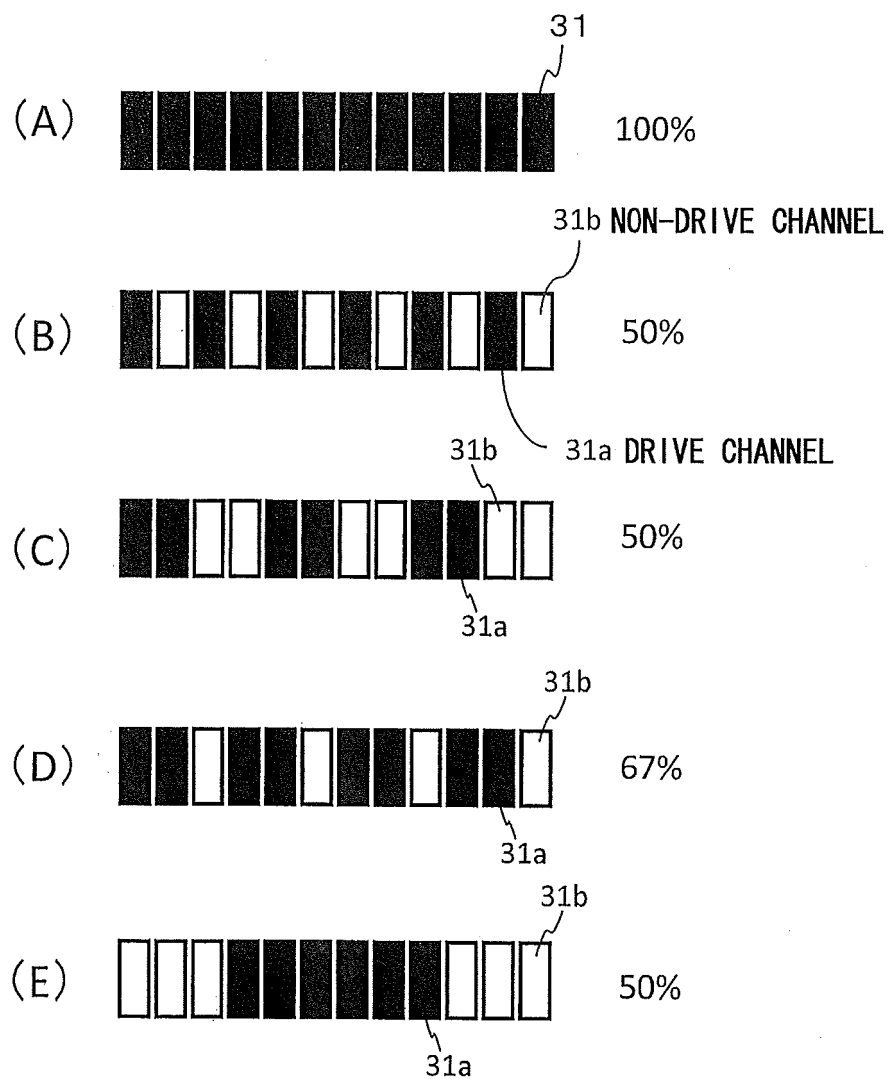 31
(A)
100%
31b NON-DRIVE CHANNEL
(B)
50%
31a DRIVE CHANNEL
31b
(C)
50%
31a
31b
(D)
67%
31a
31b
(E)
50%
31a